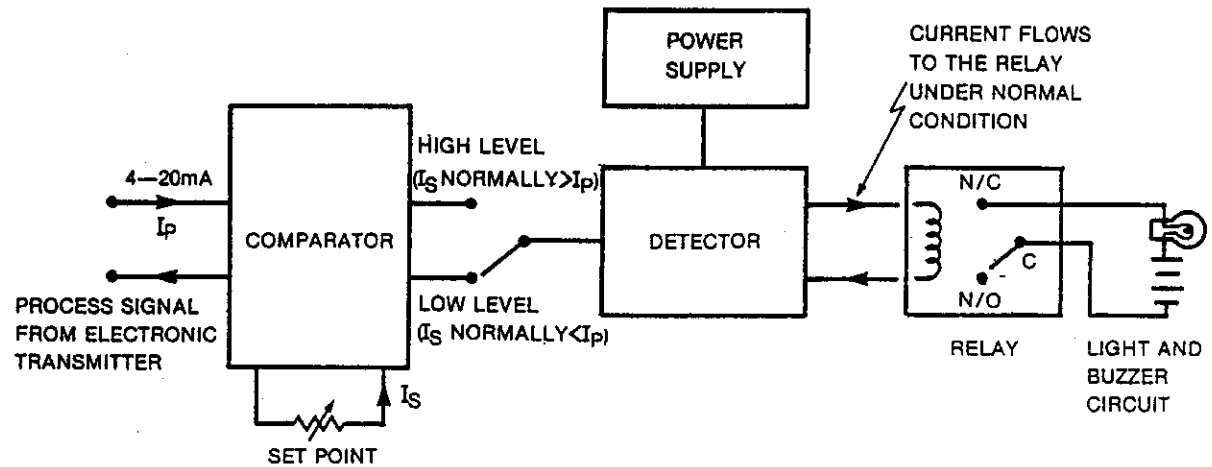 POWER
SUPPLY
CURRENT FLOWS
TO THE RELAY
UNDER NORMAL
CONDITION
4—20mA
IP
PROCESS SIGNAL
FROM ELECTRONIC
TRANSMITTER
COMPARATOR
HIGH LEVEL
(IS NORMALLY>IP)
LOW LEVEL
(IS NORMALLY<IP)
IS
SET POINT
DETECTOR
N/C
C
N/O
RELAY
LIGHT AND
BUZZER
CIRCUIT